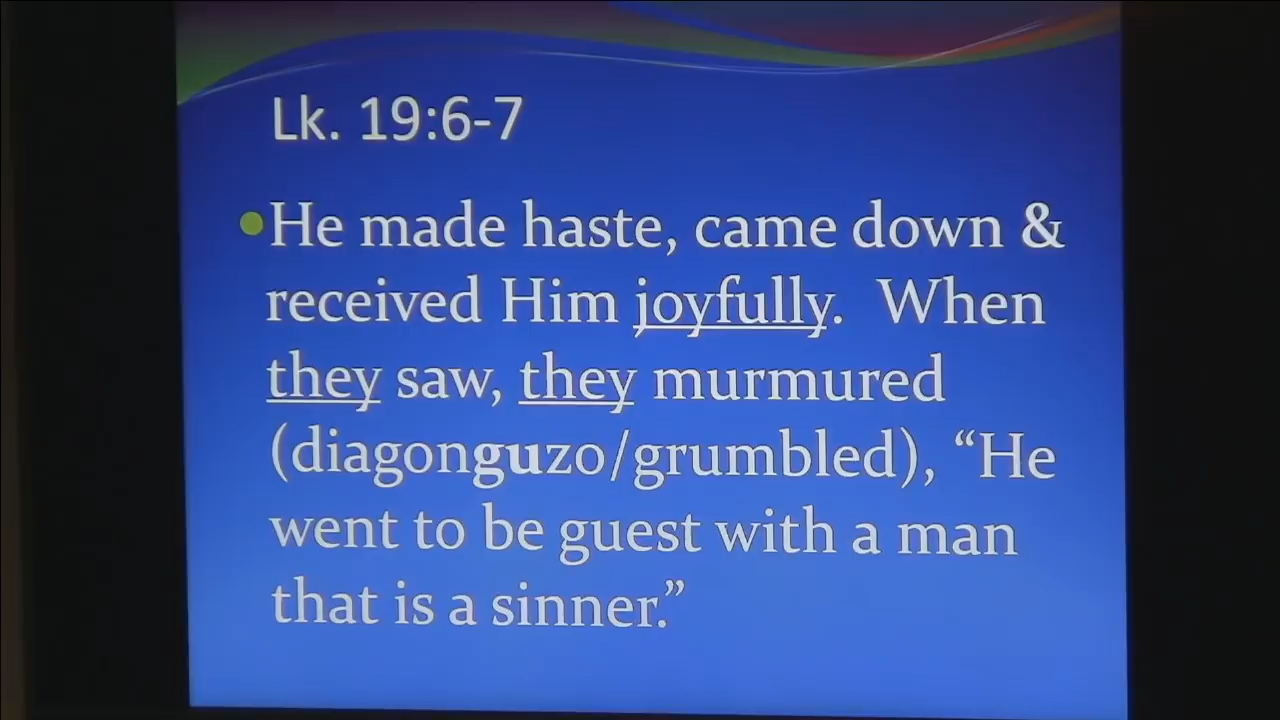 Lk. 19:6-7
•He made haste, came down &
received Him joyfully.  When
they saw, they murmured
(diagonguzo/grumbled), “He
went to be guest with a man
that is a sinner.”